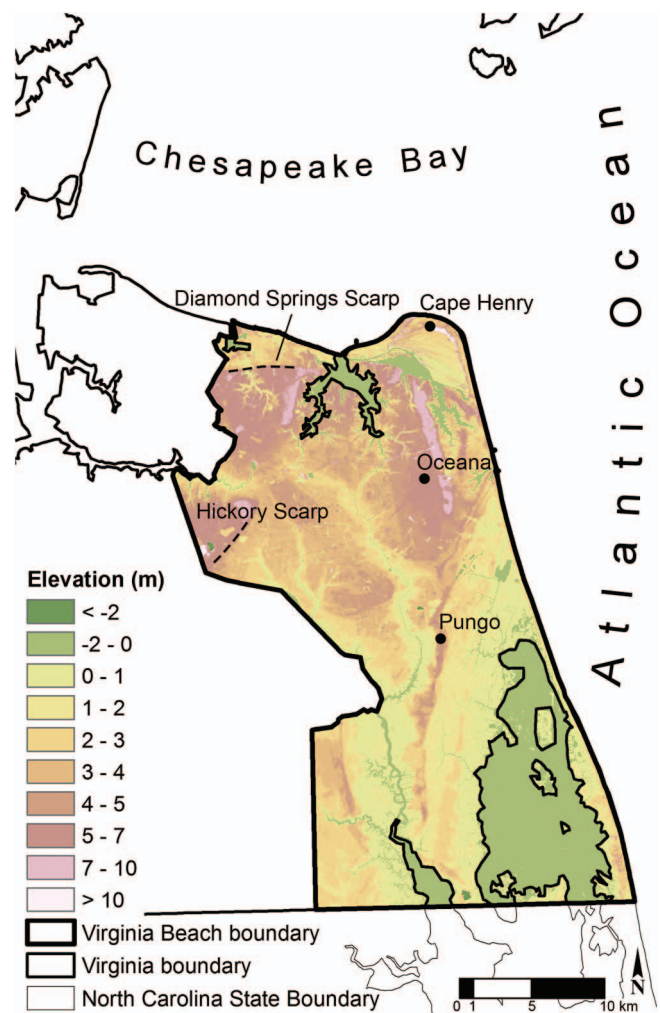 Chesapeake Bay
Atlantic Ocean
Diamond Springs Scarp
Cape Henry
Oceana
Hickory Scarp
Pungo
Elevation (m)
< -2
-2 - 0
0 - 1
1 - 2
2 - 3
3 - 4
4 - 5
5 - 7
7 - 10
> 10
Virginia Beach boundary
Virginia boundary
North Carolina State Boundary
0 1 5 10 km
N